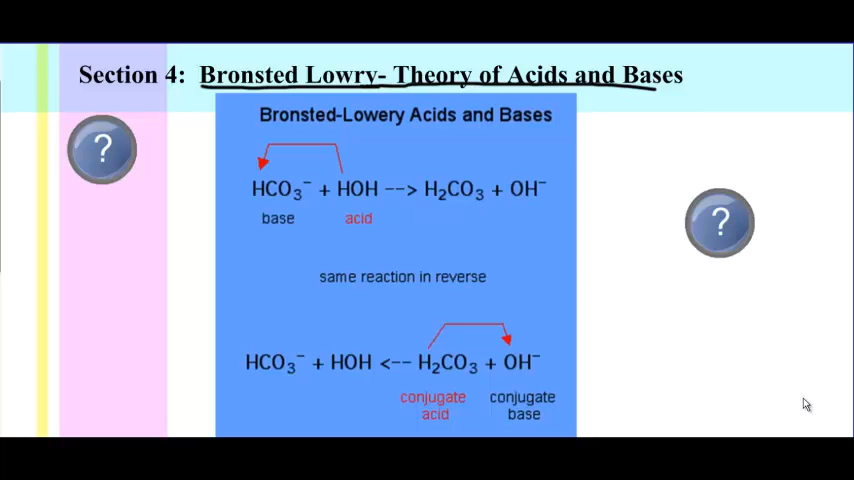 Section 4: Bronsted Lowry- Theory of Acids and Bases
Bronsted-Lowery Acids and Bases
?
HCO₃⁻ + HOH --> H₂CO₃ + OH⁻
base acid
?
same reaction in reverse
HCO₃⁻ + HOH <-- H₂CO₃ + OH⁻
conjugate acid
conjugate base